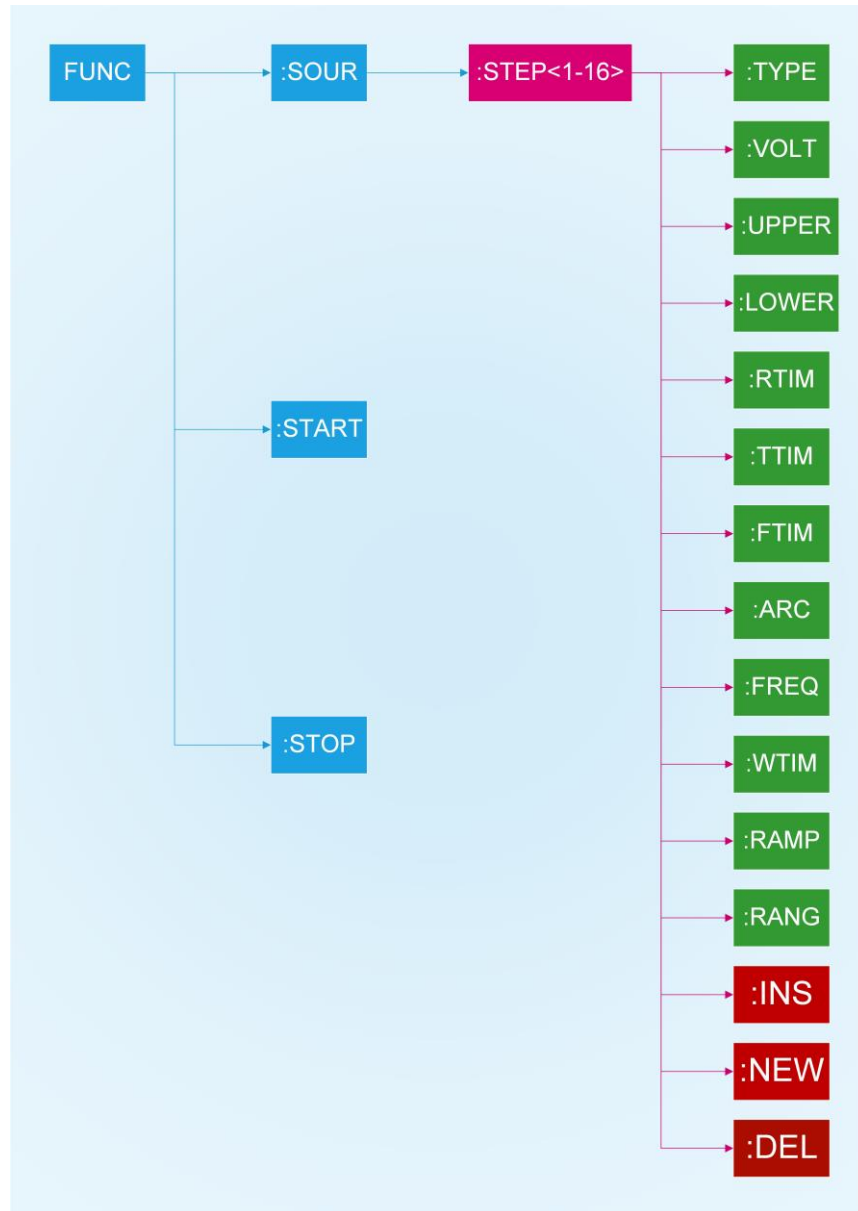 FUNC
:SOUR
:STEP<1-16>
:TYPE
:VOLT
:UPPER
:LOWER
:RTIM
:START
:TTIM
:FTIM
:ARC
:FREQ
:STOP
:WTIM
:RAMP
:RANG
:INS
:NEW
:DEL